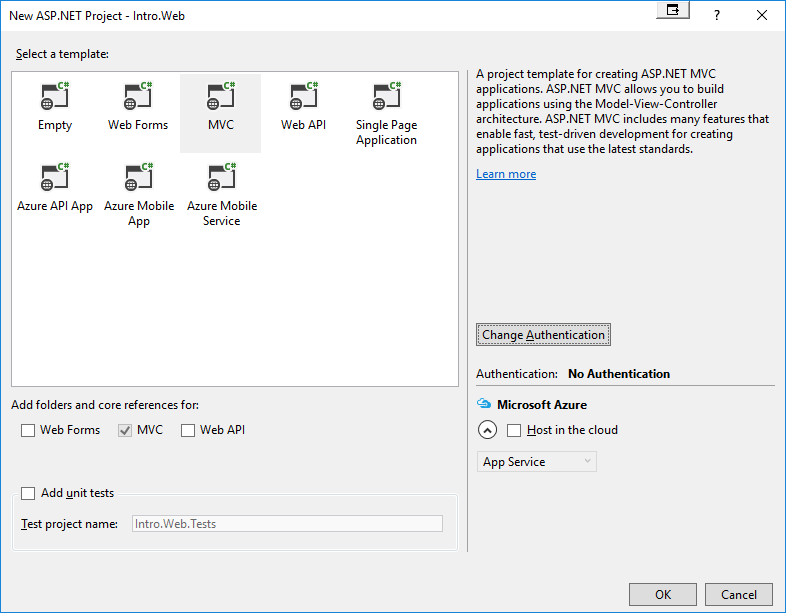 New ASP.NET Project - Intro.Web
?
Select a template:
C# C# C# C# C#
Empty Web Forms MVC Web API Single Page
Application
C# C# C#
Azure API App Azure Mobile Azure Mobile
App Service
A project template for creating ASP.NET MVC
applications. ASP.NET MVC allows you to build
applications using the Model-View-Controller
architecture. ASP.NET MVC includes many features that
enable fast, test-driven development for creating
applications that use the latest standards.
Learn more
Change Authentication
Authentication: No Authentication
Microsoft Azure
Host in the cloud
App Service
Add folders and core references for:
Web Forms MVC Web API
Add unit tests
Test project name: Intro.Web.Tests
OK Cancel